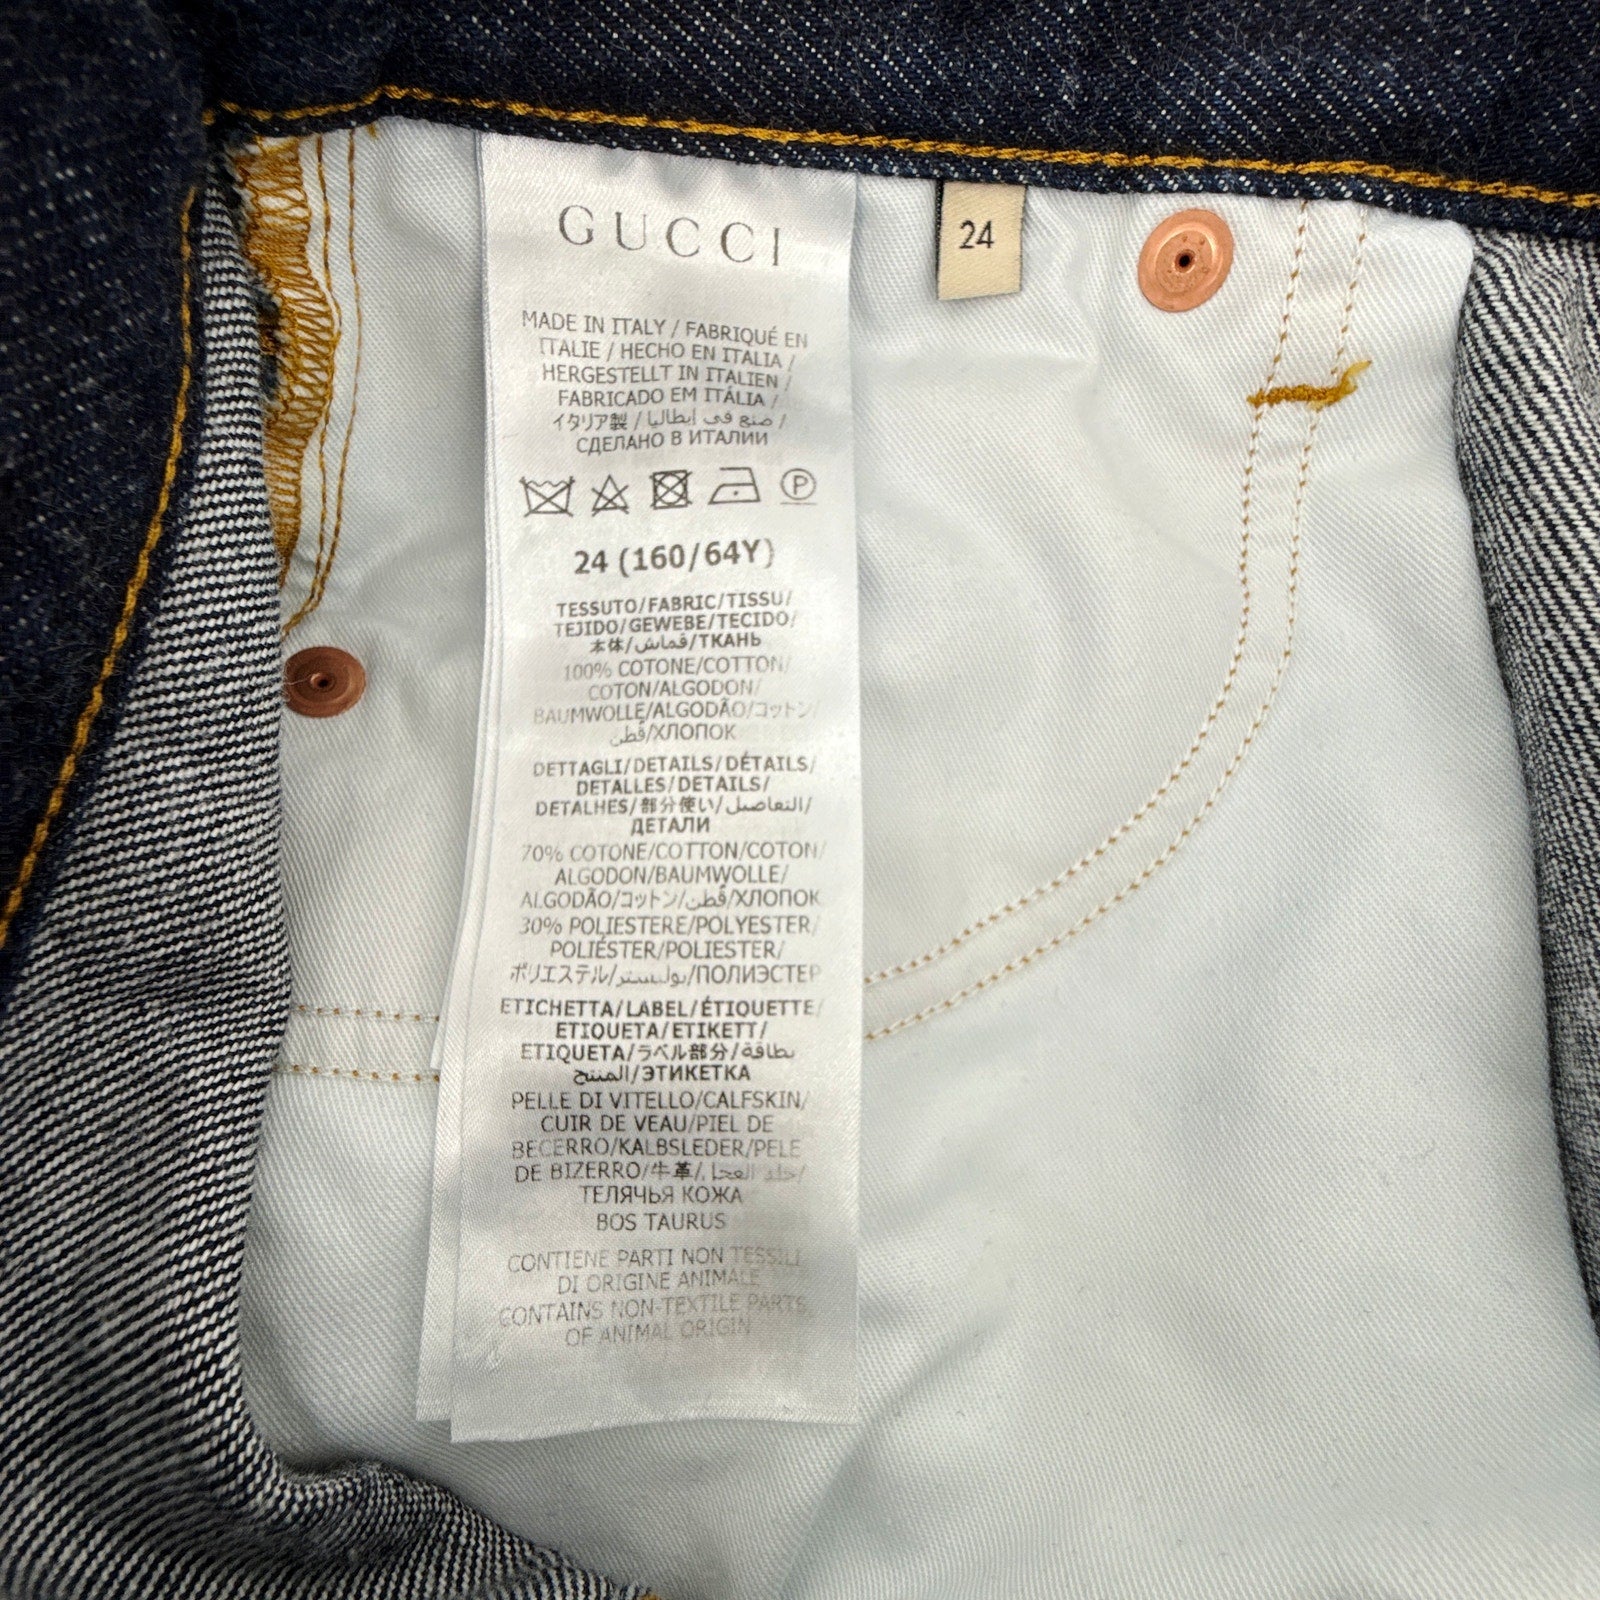 GUCCI
24
MADE IN ITALY / FABRIQUÉ EN
ITALIE / HECHO EN ITALIA /
HERGESTELLT IN ITALIEN /
FABRICADO EM ITÁLIA /
イタリア製 / صنع في إيطاليا /
СДЕЛАНО В ИТАЛИИ
P
24 (160/64Y)
TESSUTO/FABRIC/TISSU/
TEJIDO/GEWEBE/TECIDO/
本体/قماش/ТКАНЬ
100% COTONE/COTTON/
COTON/ALGODON/
BAUMWOLLE/ALGODÃO/コットン/
قُطن/ХЛОПОК
DETTAGLI/DETAILS/DÉTAILS/
DETALLES/DETAILS/
DETALHES/部分使い/التفاصيل/
ДЕТАЛИ
70% COTONE/COTTON/COTON/
ALGODON/BAUMWOLLE/
ALGODÃO/コットン/قُطن/ХЛОПОК
30% POLIESTERE/POLYESTER/
POLIÉSTER/POLIESTER/
ポリエステル/بوليستر/ПОЛИЭСТЕР
ETICHETTA/LABEL/ÉTIQUETTE/
ETIQUETA/ETIKETT/
ETIQUETA/ラベル部分/بطاقة
المنتج/ЭТИКЕТКА
PELLE DI VITELLO/CALFSKIN/
CUIR DE VEAU/PIEL DE
BECERRO/KALBSLEDER/PELE
DE BIZERRO/牛革/جلد العجل/
ТЕЛЯЧЬЯ КОЖА
BOS TAURUS
CONTIENE PARTI NON TESSILI
DI ORIGINE ANIMALE
CONTAINS NON-TEXTILE PARTS
OF ANIMAL ORIGIN